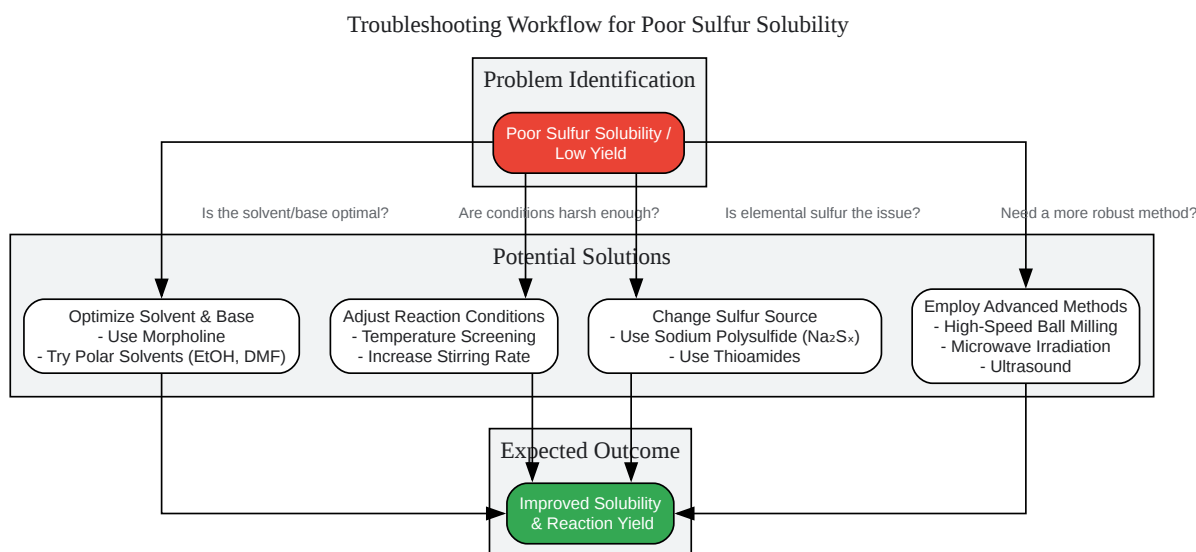 Troubleshooting Workflow for Poor Sulfur Solubility
Problem Identification
Poor Sulfur Solubility /
Low Yield
Is the solvent/base optimal?
Are conditions harsh enough?
Is elemental sulfur the issue?
Need a more robust method?
Potential Solutions
Optimize Solvent & Base
- Use Morpholine
- Try Polar Solvents (EtOH, DMF)
Adjust Reaction Conditions
- Temperature Screening
- Increase Stirring Rate
Change Sulfur Source
- Use Sodium Polysulfide (Na₂Sₓ)
- Use Thioamides
Employ Advanced Methods
- High-Speed Ball Milling
- Microwave Irradiation
- Ultrasound
Expected Outcome
Improved Solubility
& Reaction Yield